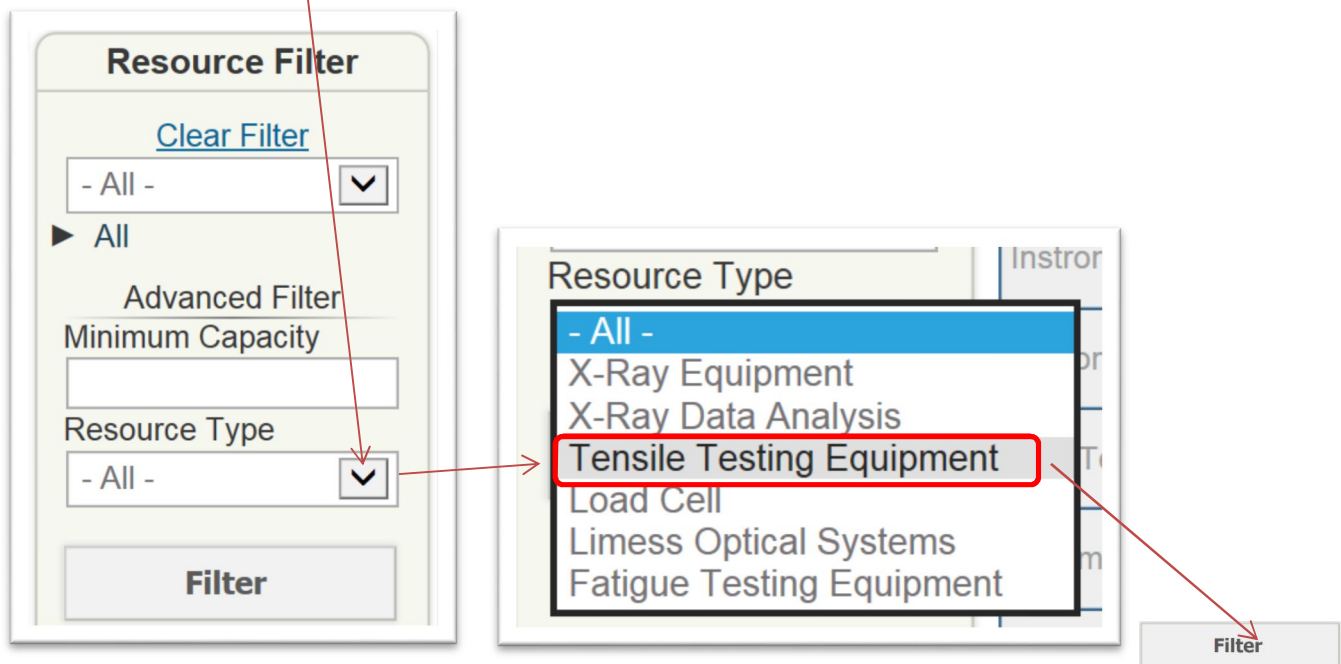 Resource Filter
Clear Filter
- All -
All
Advanced Filter
Minimum Capacity
Resource Type
- All -
Filter
Resource Type
- All -
X-Ray Equipment
X-Ray Data Analysis
Tensile Testing Equipment
Load Cell
Limess Optical Systems
Fatigue Testing Equipment
Filter